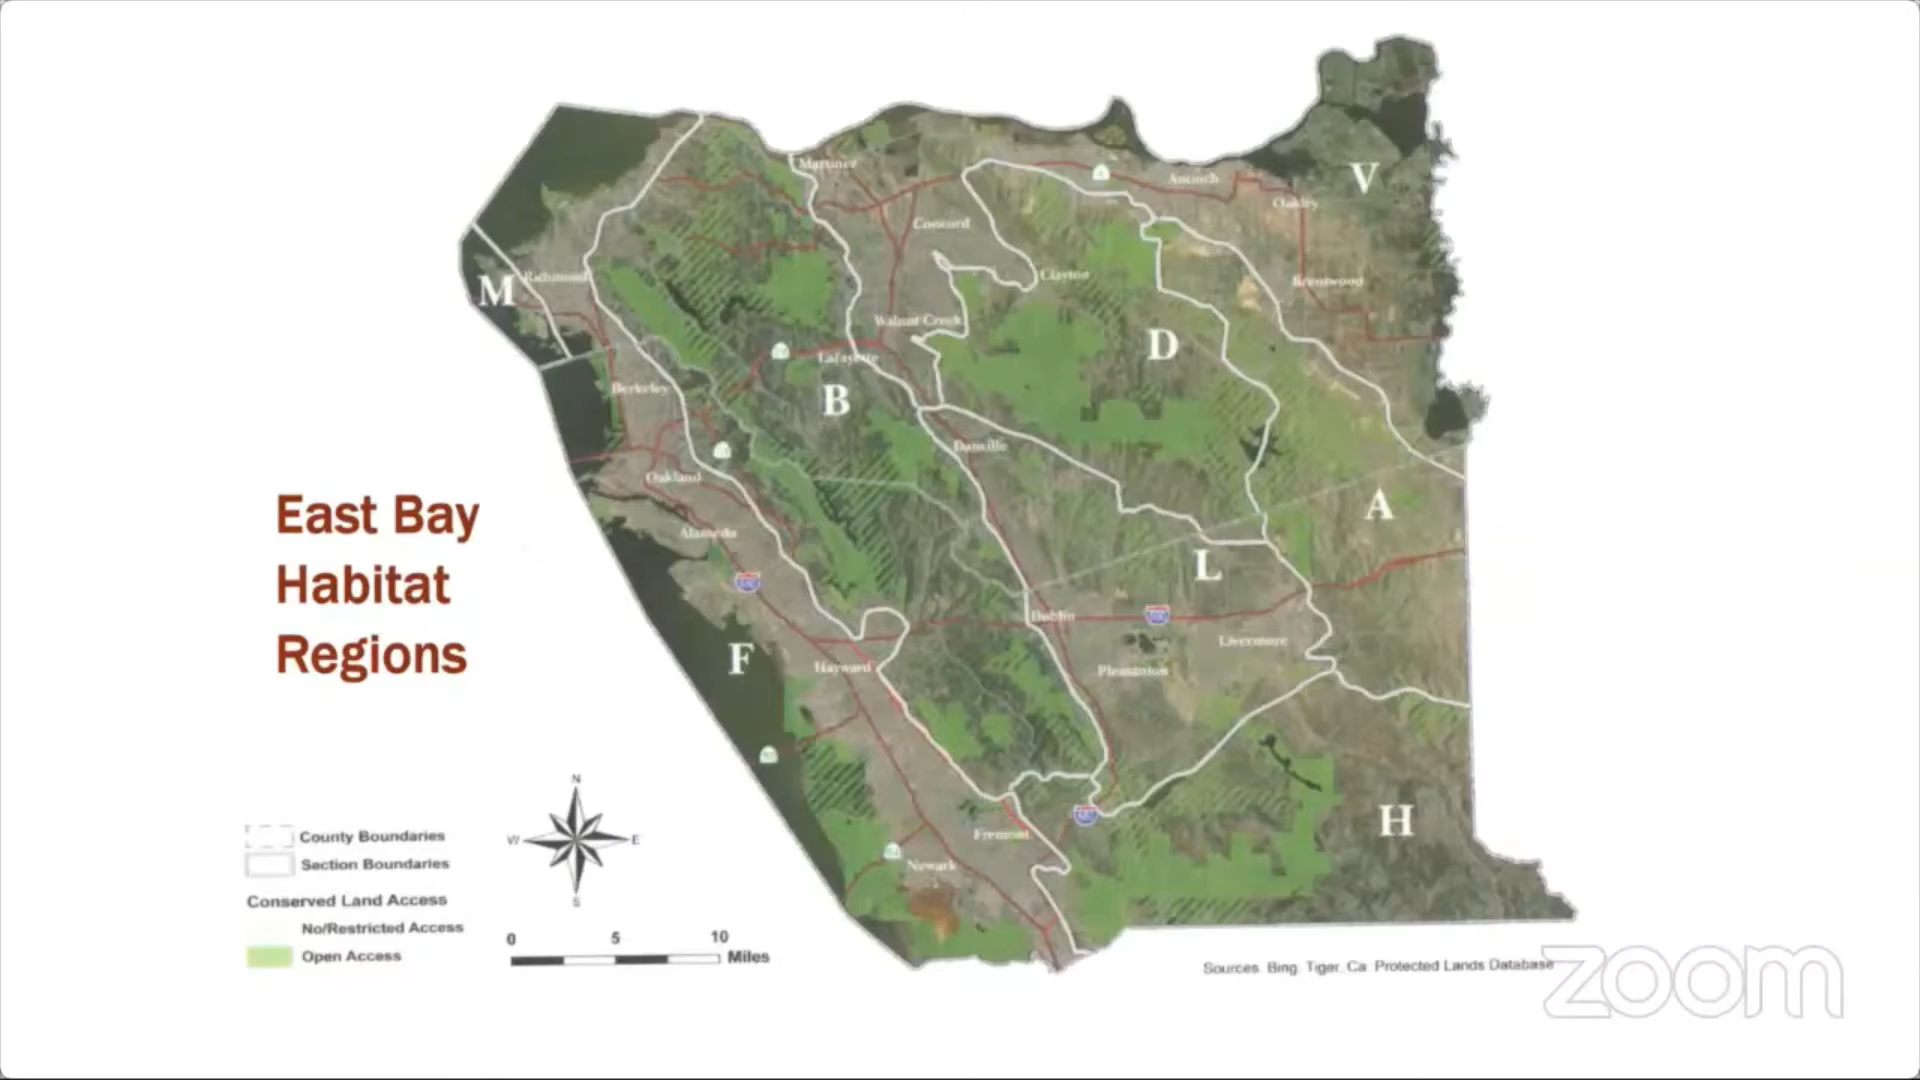 East Bay
Habitat
Regions
Martinez
Antioch
V
Oakley
Concord
Richmond
M
Clayton
Brentwood
Walnut Creek
D
Lafayette
Berkeley
B
Danville
Oakland
A
Alameda
L
Dublin
Livermore
F
Hayward
Pleasanton
H
Fremont
Newark
N
W
E
S
County Boundaries
Section Boundaries
Conserved Land Access
No/Restricted Access
Open Access
0 5 10
Miles
Sources. Bing. Tiger. Ca. Protected Lands Database
zoom